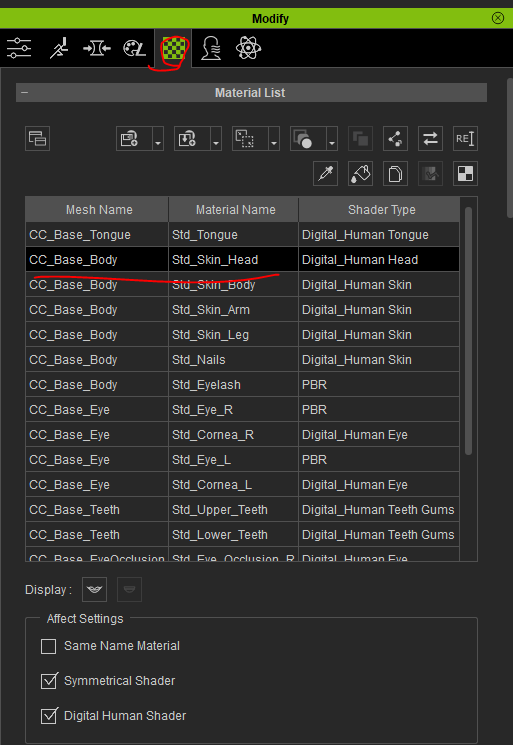 Modify
Material List
RE
Mesh Name Material Name Shader Type
CC_Base_Tongue Std_Tongue Digital_Human Tongue
CC_Base_Body Std_Skin_Head Digital_Human Head
CC_Base_Body Std_Skin_Body Digital_Human Skin
CC_Base_Body Std_Skin_Arm Digital_Human Skin
CC_Base_Body Std_Skin_Leg Digital_Human Skin
CC_Base_Body Std_Nails Digital_Human Skin
CC_Base_Body Std_Eyelash PBR
CC_Base_Eye Std_Eye_R PBR
CC_Base_Eye Std_Cornea_R Digital_Human Eye
CC_Base_Eye Std_Eye_L PBR
CC_Base_Eye Std_Cornea_L Digital_Human Eye
CC_Base_Teeth Std_Upper_Teeth Digital_Human Teeth Gums
CC_Base_Teeth Std_Lower_Teeth Digital_Human Teeth Gums
CC_Base_EyeOcclusion Std_Eye_Occlusion_R Digital_Human Eye
Display :
Affect Settings
Same Name Material
Symmetrical Shader
Digital Human Shader